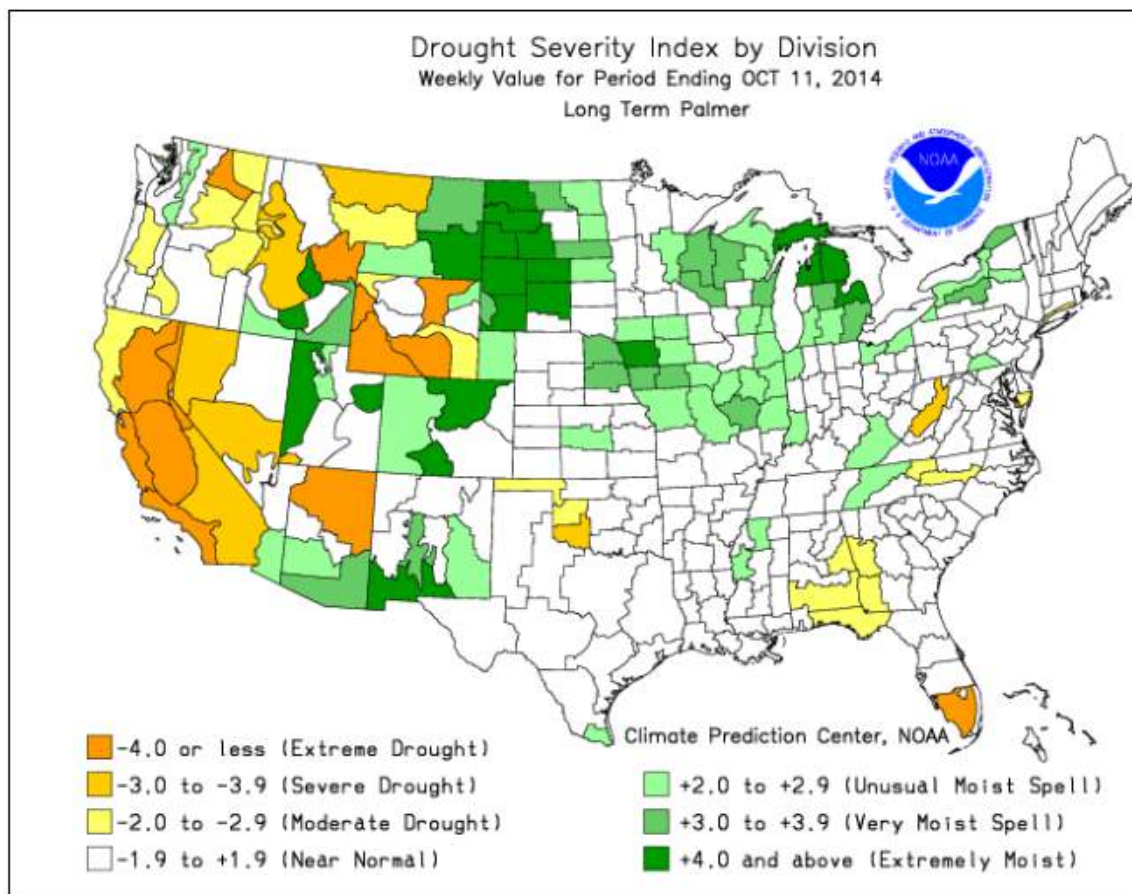 Drought Severity Index by Division
Weekly Value for Period Ending OCT 11, 2014
Long Term Palmer
NOAA
Climate Prediction Center, NOAA
-4.0 or less (Extreme Drought)
-3.0 to -3.9 (Severe Drought)
-2.0 to -2.9 (Moderate Drought)
-1.9 to +1.9 (Near Normal)
+2.0 to +2.9 (Unusual Moist Spell)
+3.0 to +3.9 (Very Moist Spell)
+4.0 and above (Extremely Moist)